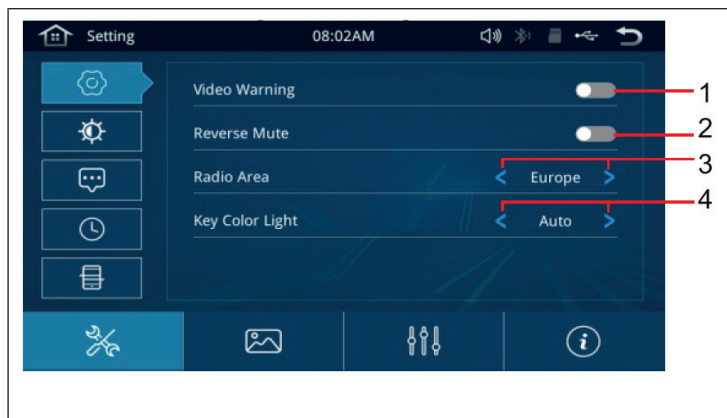 Setting 08:02AM
Video Warning 1
Reverse Mute 2
Radio Area < Europe > 3
Key Color Light < Auto > 4
i